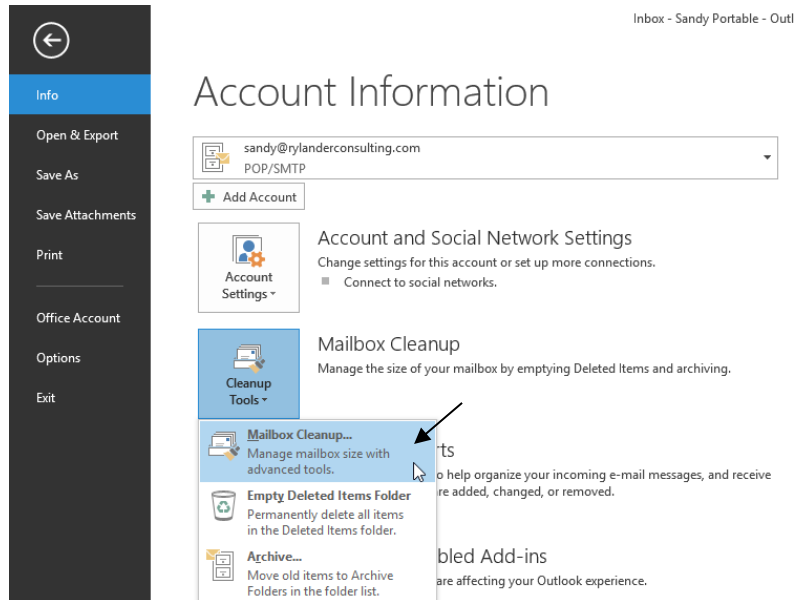 Inbox - Sandy Portable - Outl
Info
Open & Export
Save As
Save Attachments
Print
Office Account
Options
Exit
Account Information
sandy@rylanderconsulting.com
POP/SMTP
Add Account
Account
Settings
Account and Social Network Settings
Change settings for this account or set up more connections.
Connect to social networks.
Cleanup
Tools
Mailbox Cleanup
Manage the size of your mailbox by emptying Deleted Items and archiving.
Mailbox Cleanup...
Manage mailbox size with
advanced tools.
Empty Deleted Items Folder
Permanently delete all items
in the Deleted Items folder.
Archive...
Move old items to Archive
Folders in the folder list.
rts
o help organize your incoming e-mail messages, and receive
re added, changed, or removed.
bled Add-ins
are affecting your Outlook experience.